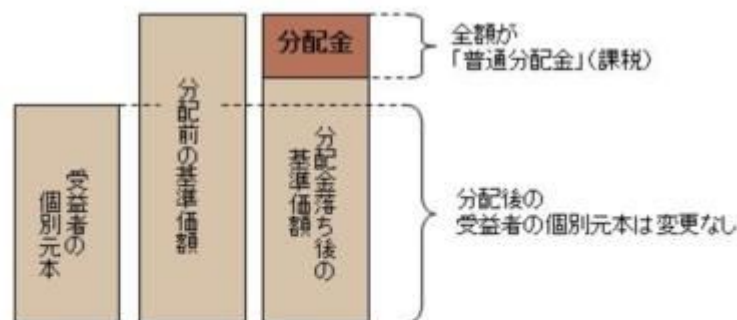 受益者の
個別元本
分配前の基準価額
分配金
分配金落ち後の
基準価額
全額が
「普通分配金」(課税)
分配後の
受益者の個別元本は変更なし